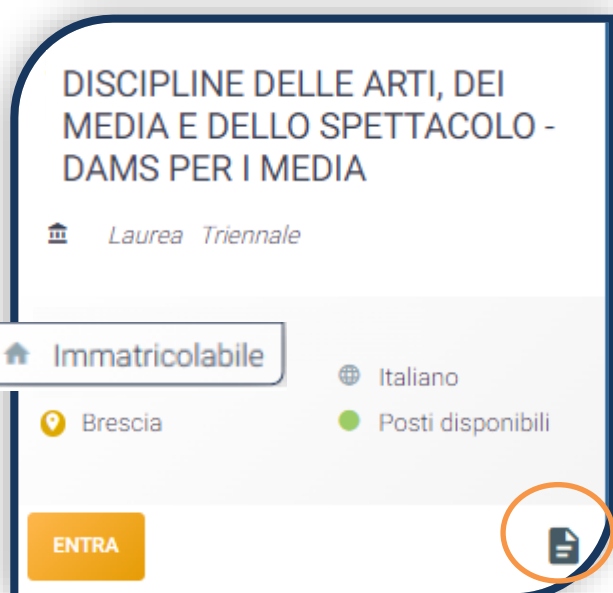 DISCIPLINE DELLE ARTI, DEI
MEDIA E DELLO SPETTACOLO -
DAMS PER I MEDIA
Laurea Triennale
Immatricolabile
Italiano
Brescia
Posti disponibili
ENTRA